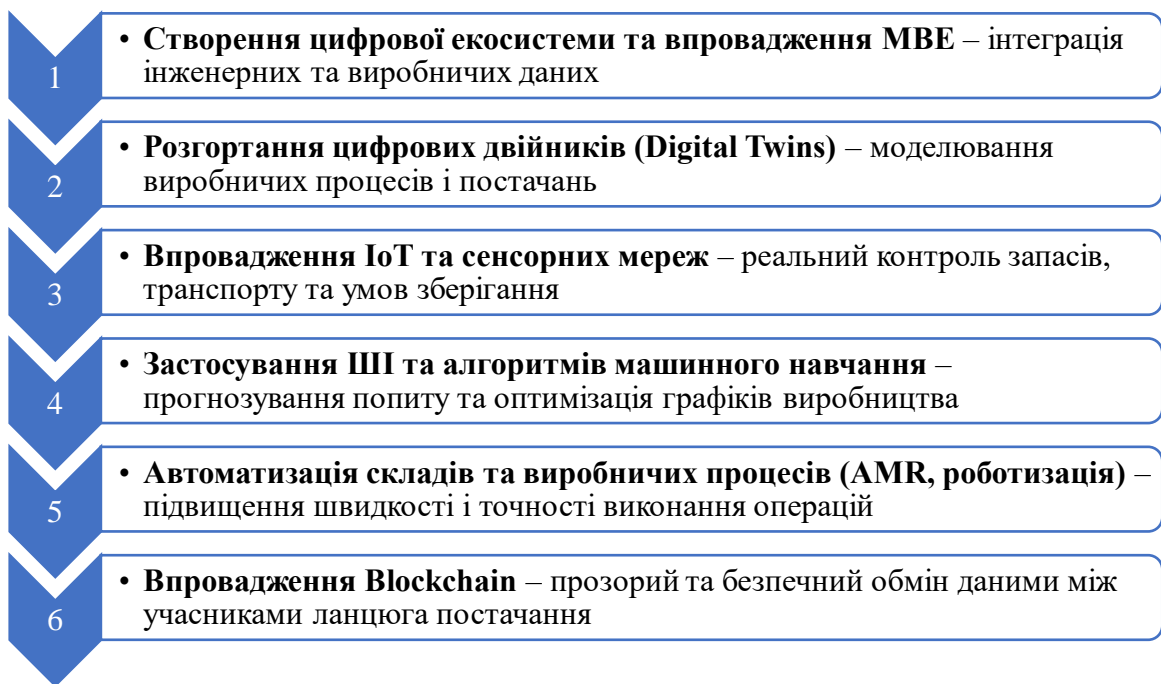 1
• Створення цифрової екосистеми та впровадження MBE – інтеграція
інженерних та виробничих даних
2
• Розгортання цифрових двійників (Digital Twins) – моделювання
виробничих процесів і постачань
3
• Впровадження IoT та сенсорних мереж – реальний контроль запасів,
транспорту та умов зберігання
4
• Застосування ШІ та алгоритмів машинного навчання –
прогнозування попиту та оптимізація графіків виробництва
5
• Автоматизація складів та виробничих процесів (AMR, роботизація) –
підвищення швидкості і точності виконання операцій
6
• Впровадження Blockchain – прозорий та безпечний обмін даними між
учасниками ланцюга постачання